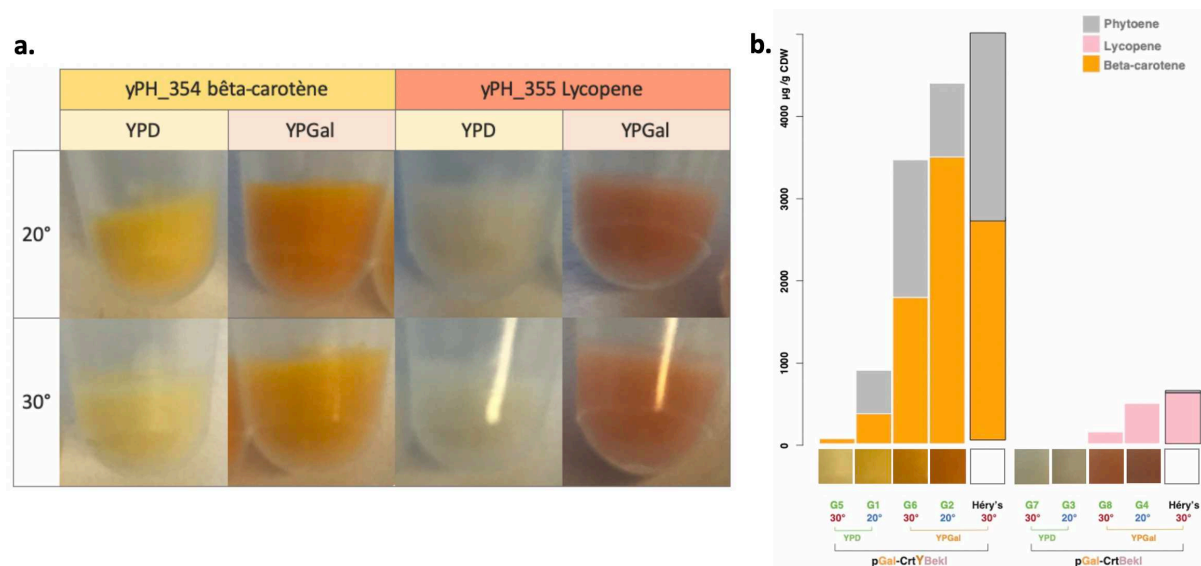 a.
yPH_354 bêta-carotène
yPH_355 Lycopene
YPD
YPGal
YPD
YPGal
20°
30°
b.
Phytoene
Lycopene
Beta-carotene
4000 µg /g CDW
3000
2000
1000
0
G5 G1 G6 G2 Héry's G7 G3 G8 G4 Héry's
30° 20° 30° 20° 30° 30° 20° 30° 20° 30°
YPD YPGal YPD YPGal
pGal-CrtYBekI pGal-CrtBekI